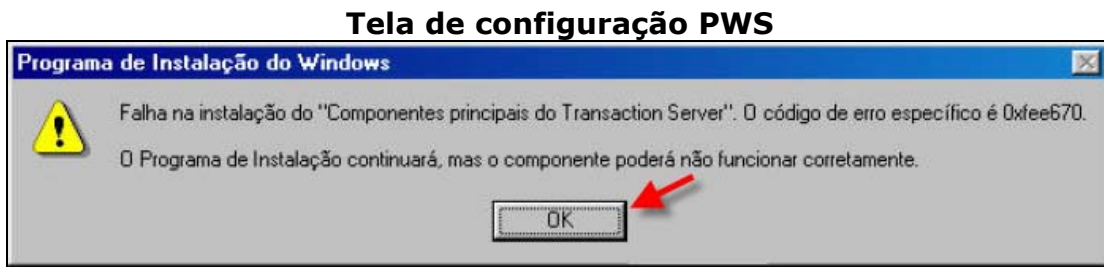 Tela de configuração PWS
Programa de Instalação do Windows
Falha na instalação do "Componentes principais do Transaction Server". O código de erro específico é 0xfee670.
O Programa de Instalação continuará, mas o componente poderá não funcionar corretamente.
OK